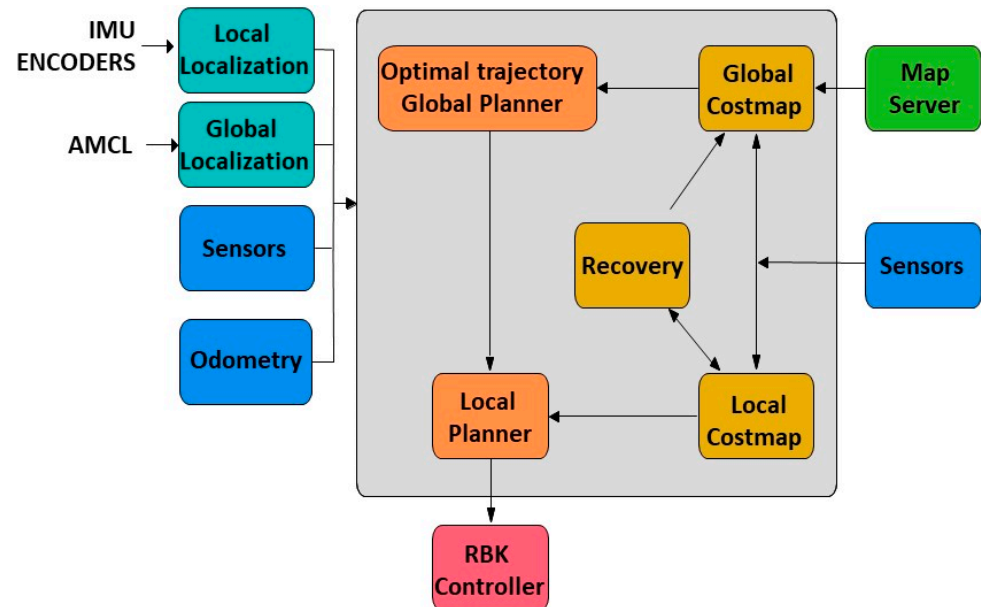 IMU
ENCODERS
Local
Localization
AMCL
Global
Localization
Sensors
Odometry
Optimal trajectory
Global Planner
Global
Costmap
Map
Server
Recovery
Sensors
Local
Planner
Local
Costmap
RBK
Controller